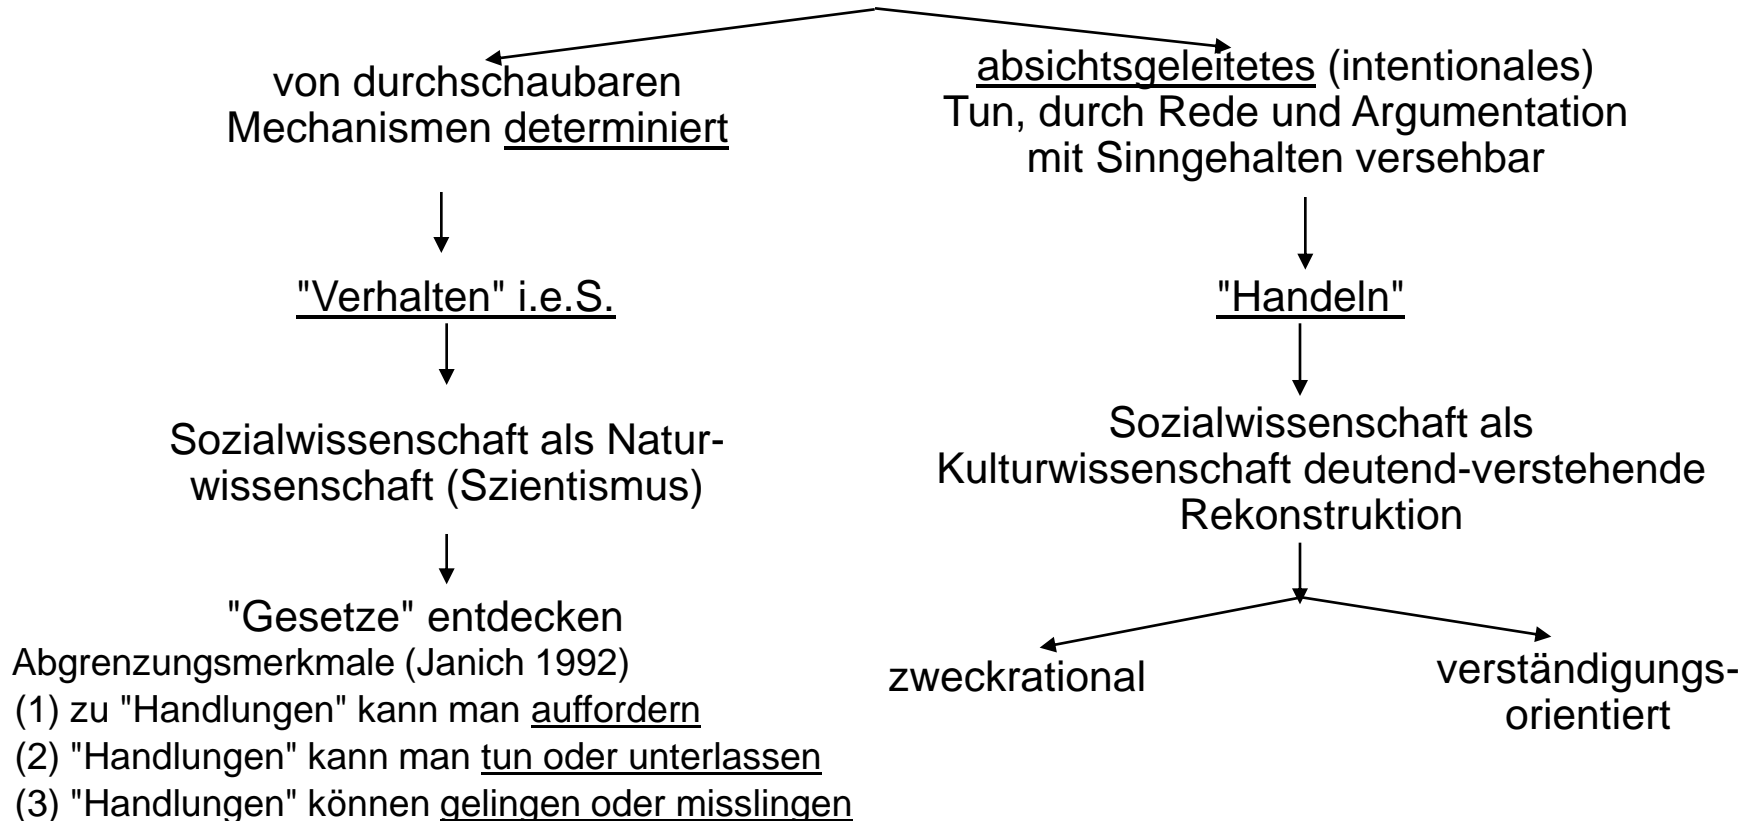 von durchschaubaren
Mechanismen determiniert
"Verhalten" i.e.S.
Sozialwissenschaft als Natur-
wissenschaft (Szientismus)
"Gesetze" entdecken
Abgrenzungsmerkmale (Janich 1992)
(1) zu "Handlungen" kann man auffordern
(2) "Handlungen" kann man tun oder unterlassen
(3) "Handlungen" können gelingen oder misslingen
absichtsgeleitetes (intentionales)
Tun, durch Rede und Argumentation
mit Sinngehalten versehbar
"Handeln"
Sozialwissenschaft als
Kulturwissenschaft deutend-verstehende
Rekonstruktion
zweckrational
verständigungs-
orientiert